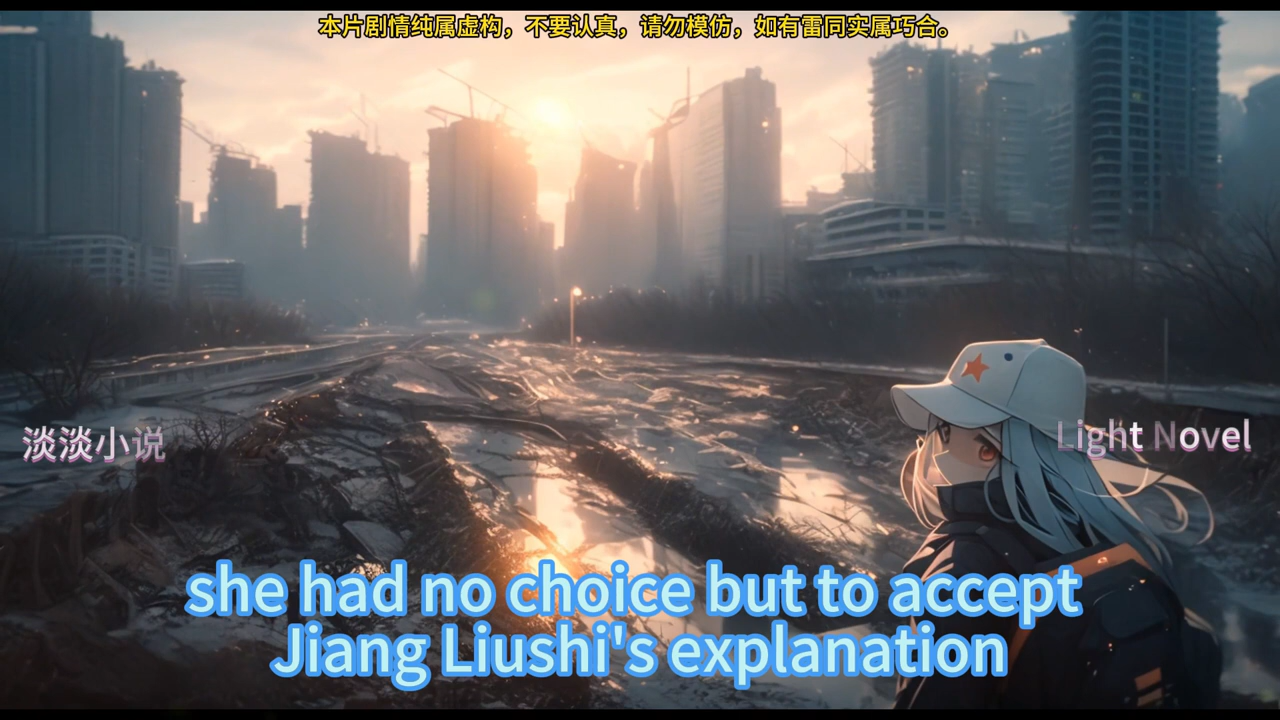 本片剧情纯属虚构，不要认真，请勿模仿，如有雷同实属巧合。
淡淡小说
Light Novel
she had no choice but to accept
Jiang Liushi's explanation